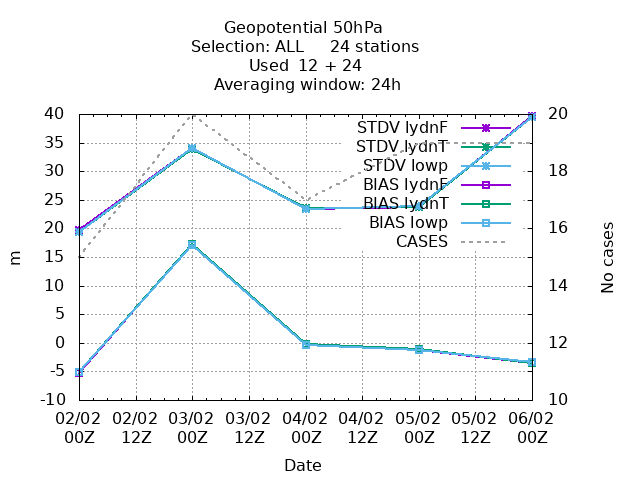 Geopotential 50hPa
Selection: ALL 24 stations
Used 12 + 24
Averaging window: 24h
40 20
STDV lydnF
35
STDV lydnT
30 18
STDV lowp
BIAS lydnF
25
BIAS lydnT
20 16
BIAS lowp
15
CASES
m
No cases
10 14
5
0 12
-5
-10 10
02/02 02/02 03/02 03/02 04/02 04/02 05/02 05/02 06/02
00Z 12Z 00Z 12Z 00Z 12Z 00Z 12Z 00Z
Date